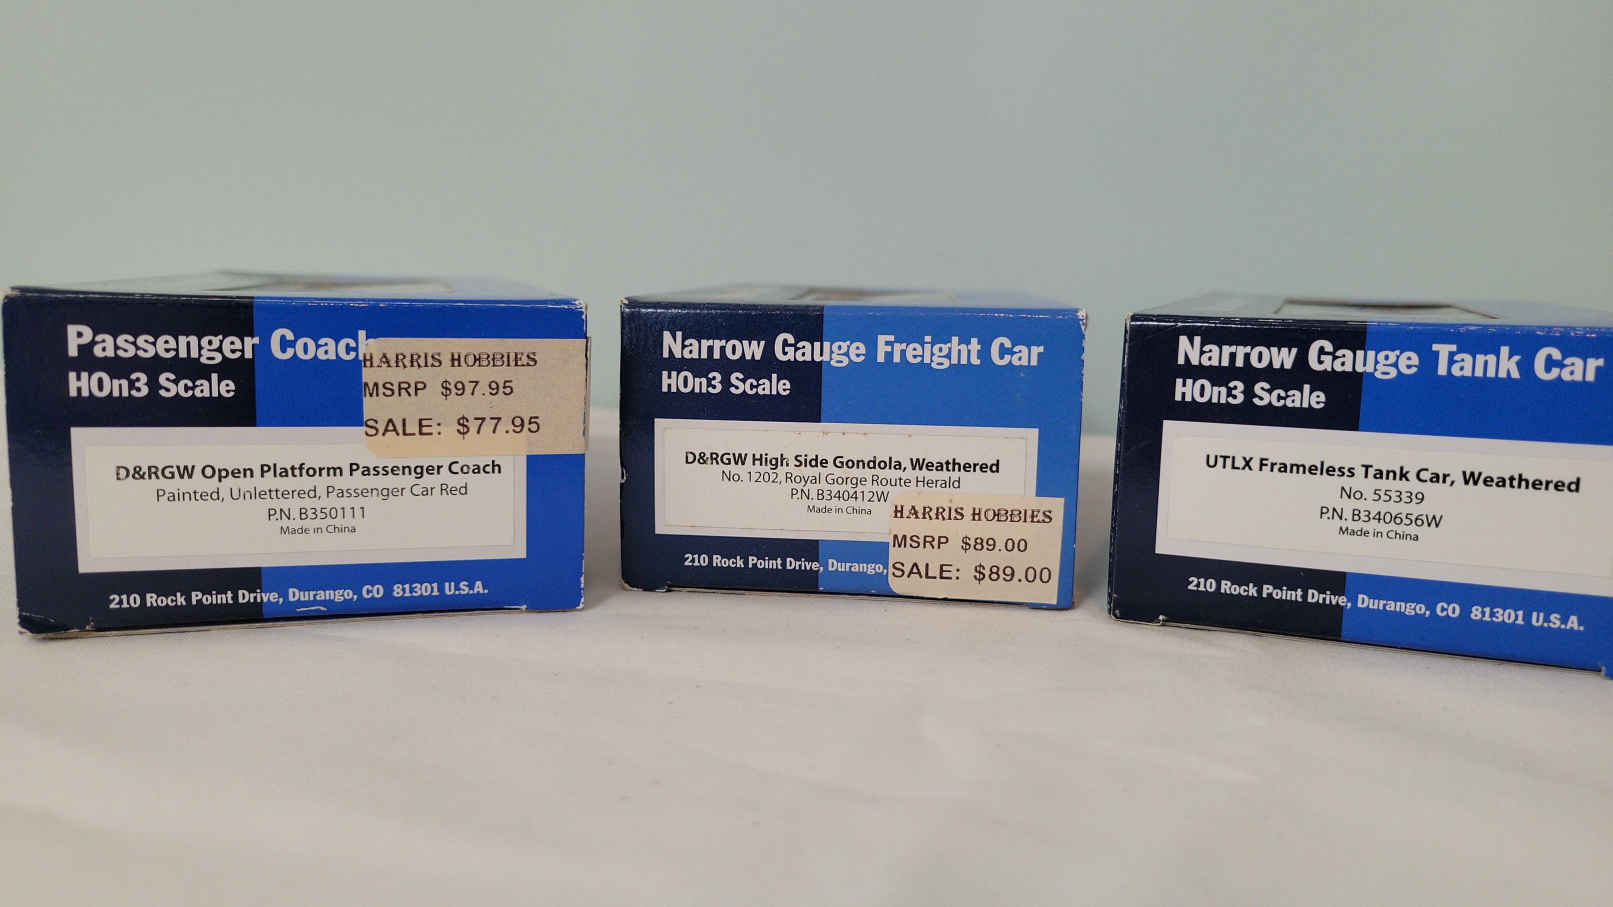 Passenger Coach
HOn3 Scale
HARRIS HOBBIES
MSRP $97.95
SALE: $77.95
D&RGW Open Platform Passenger Coach
Painted, Unlettered, Passenger Car Red
P.N. B350111
Made in China
210 Rock Point Drive, Durango, CO 81301 U.S.A.
Narrow Gauge Freight Car
HOn3 Scale
D&RGW High Side Gondola, Weathered
No. 1202, Royal Gorge Route Herald
P.N. B340412W
Made in China
HARRIS HOBBIES
MSRP $89.00
SALE: $89.00
210 Rock Point Drive, Durango,
Narrow Gauge Tank Car
HOn3 Scale
UTLX Frameless Tank Car, Weathered
No. 55339
P.N. B340656W
Made in China
210 Rock Point Drive, Durango, CO 81301 U.S.A.